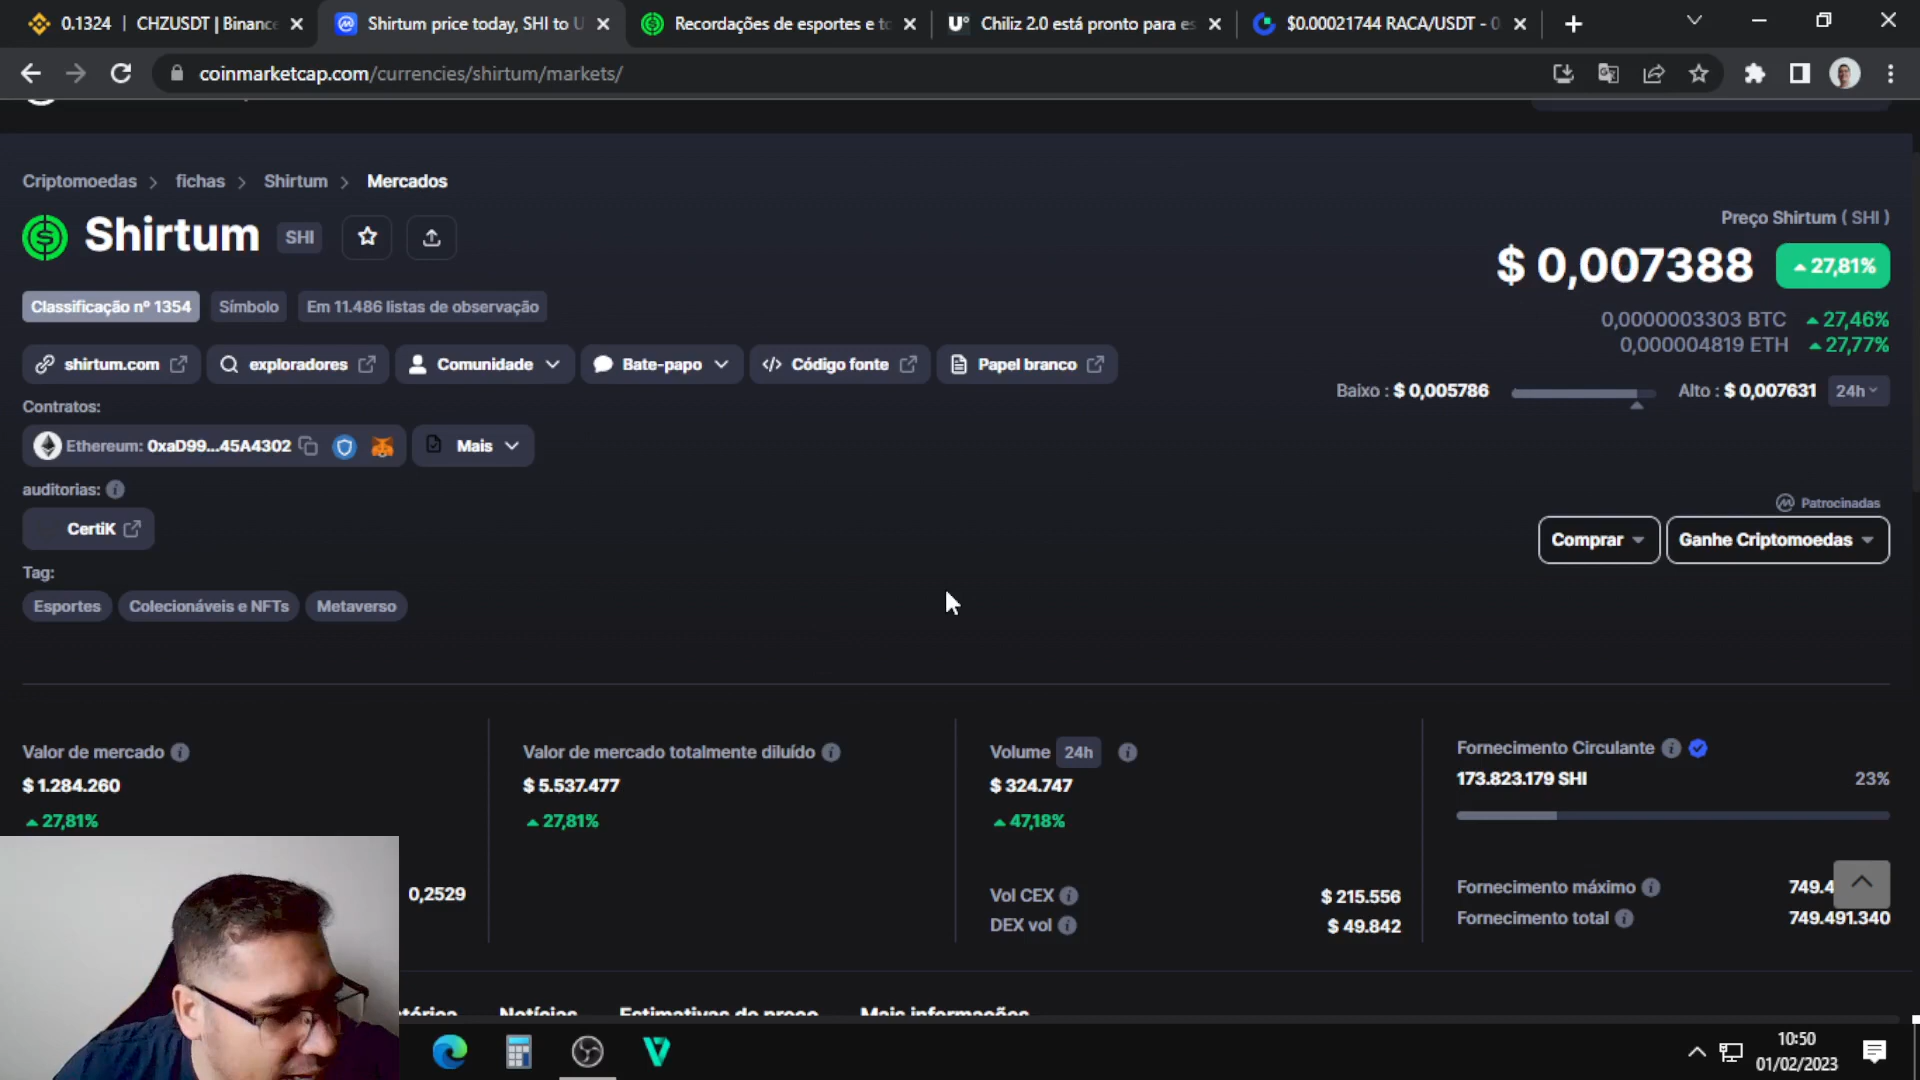 0.1324 | CHZUSDT | Binance
Shirtum price today, SHI to U
Recordações de esportes e to
Chiliz 2.0 está pronto para es
$0.00021744 RACA/USDT - 0
coinmarketcap.com/currencies/shirtum/markets/
Criptomoedas > fichas > Shirtum > Mercados
Shirtum SHI
Classificação nº 1354 Símbolo Em 11.486 listas de observação
shirtum.com exploradores Comunidade Bate-papo </> Código fonte Papel branco
Contratos:
Ethereum: 0xaD99...45A4302 Mais
auditorias:
CertiK
Tag:
Esportes Colecionáveis e NFTs Metaverso
Preço Shirtum ( SHI )
$ 0,007388 27,81%
0,0000003303 BTC 27,46%
0,000004819 ETH 27,77%
Baixo : $ 0,005786 Alto : $ 0,007631 24h
Patrocinadas
Comprar Ganhe Criptomoedas
Valor de mercado
$ 1.284.260
27,81%
0,2529
Valor de mercado totalmente diluído
$ 5.537.477
27,81%
Volume 24h
$ 324.747
47,18%
Vol CEX $ 215.556
DEX vol $ 49.842
Fornecimento Circulante
173.823.179 SHI 23%
Fornecimento máximo 749.4
Fornecimento total 749.491.340
Notícias Estimativas de preço Mais informações
10:50
01/02/2023